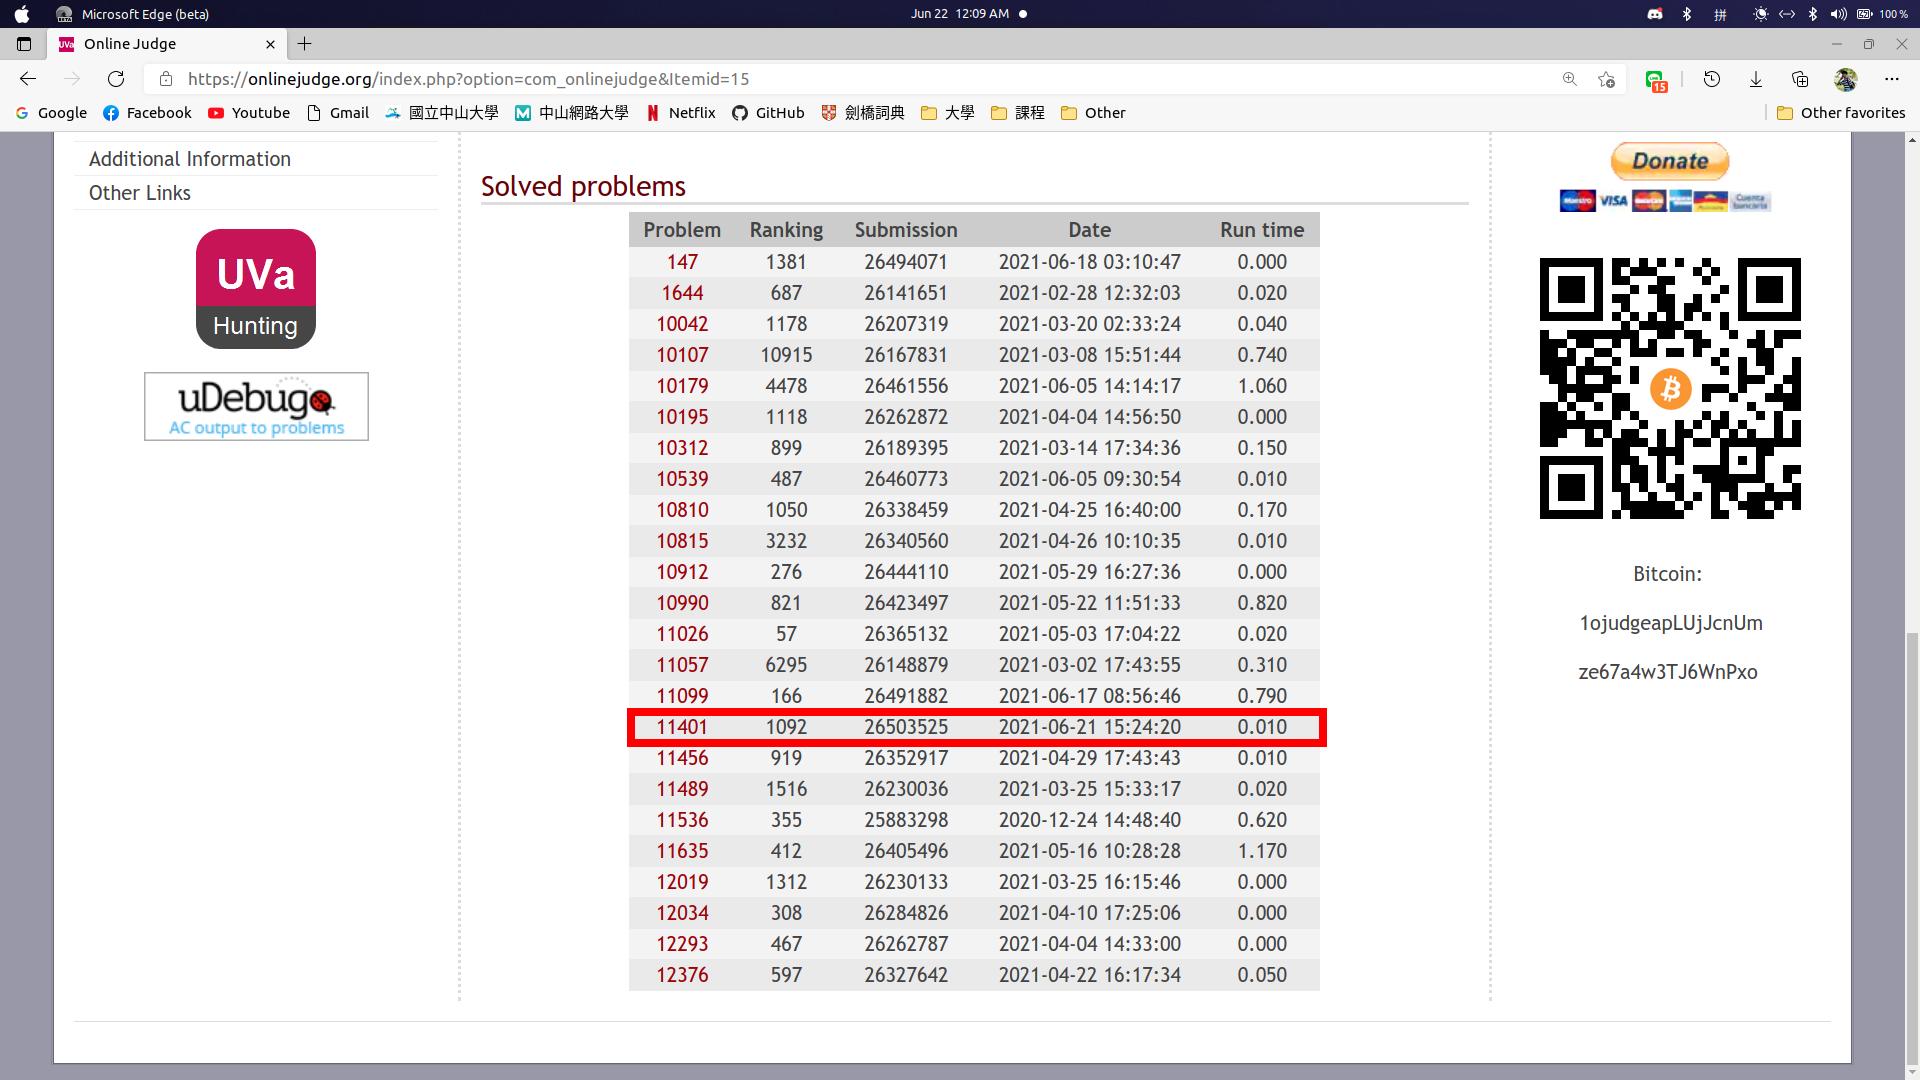 Microsoft Edge (beta)
Jun 22 12:09 AM
拼
100 %
UVa Online Judge
https://onlinejudge.org/index.php?option=com_onlinejudge&Itemid=15
15
Google
Facebook
Youtube
Gmail
國立中山大學
中山網路大學
Netflix
GitHub
劍橋詞典
大學
課程
Other
Other favorites
Additional Information
Other Links
UVa
Hunting
uDebug
AC output to problems
Solved problems
Problem Ranking Submission Date Run time
147 1381 26494071 2021-06-18 03:10:47 0.000
1644 687 26141651 2021-02-28 12:32:03 0.020
10042 1178 26207319 2021-03-20 02:33:24 0.040
10107 10915 26167831 2021-03-08 15:51:44 0.740
10179 4478 26461556 2021-06-05 14:14:17 1.060
10195 1118 26262872 2021-04-04 14:56:50 0.000
10312 899 26189395 2021-03-14 17:34:36 0.150
10539 487 26460773 2021-06-05 09:30:54 0.010
10810 1050 26338459 2021-04-25 16:40:00 0.170
10815 3232 26340560 2021-04-26 10:10:35 0.010
10912 276 26444110 2021-05-29 16:27:36 0.000
10990 821 26423497 2021-05-22 11:51:33 0.820
11026 57 26365132 2021-05-03 17:04:22 0.020
11057 6295 26148879 2021-03-02 17:43:55 0.310
11099 166 26491882 2021-06-17 08:56:46 0.790
11401 1092 26503525 2021-06-21 15:24:20 0.010
11456 919 26352917 2021-04-29 17:43:43 0.010
11489 1516 26230036 2021-03-25 15:33:17 0.020
11536 355 25883298 2020-12-24 14:48:40 0.620
11635 412 26405496 2021-05-16 10:28:28 1.170
12019 1312 26230133 2021-03-25 16:15:46 0.000
12034 308 26284826 2021-04-10 17:25:06 0.000
12293 467 26262787 2021-04-04 14:33:00 0.000
12376 597 26327642 2021-04-22 16:17:34 0.050
Donate
Maestro VISA MasterCard Cuenta
bancaria
Bitcoin:
1ojudgeapLUjJcnUm
ze67a4w3TJ6WnPxo